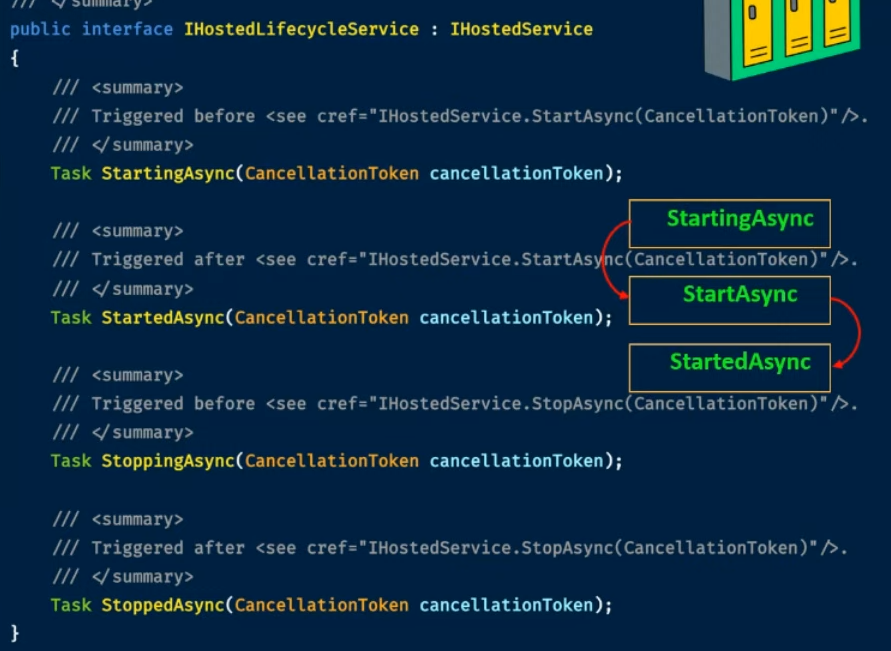 /// </summary>
public interface IHostedLifecycleService : IHostedService
{
/// <summary>
/// Triggered before <see cref="IHostedService.StartAsync(CancellationToken)"/>.
/// </summary>
Task StartingAsync(CancellationToken cancellationToken);
/// <summary>
/// Triggered after <see cref="IHostedService.StartAsync(CancellationToken)"/>.
/// </summary>
Task StartedAsync(CancellationToken cancellationToken);
/// <summary>
/// Triggered before <see cref="IHostedService.StopAsync(CancellationToken)"/>.
/// </summary>
Task StoppingAsync(CancellationToken cancellationToken);
/// <summary>
/// Triggered after <see cref="IHostedService.StopAsync(CancellationToken)"/>.
/// </summary>
Task StoppedAsync(CancellationToken cancellationToken);
}
StartingAsync
StartAsync
StartedAsync